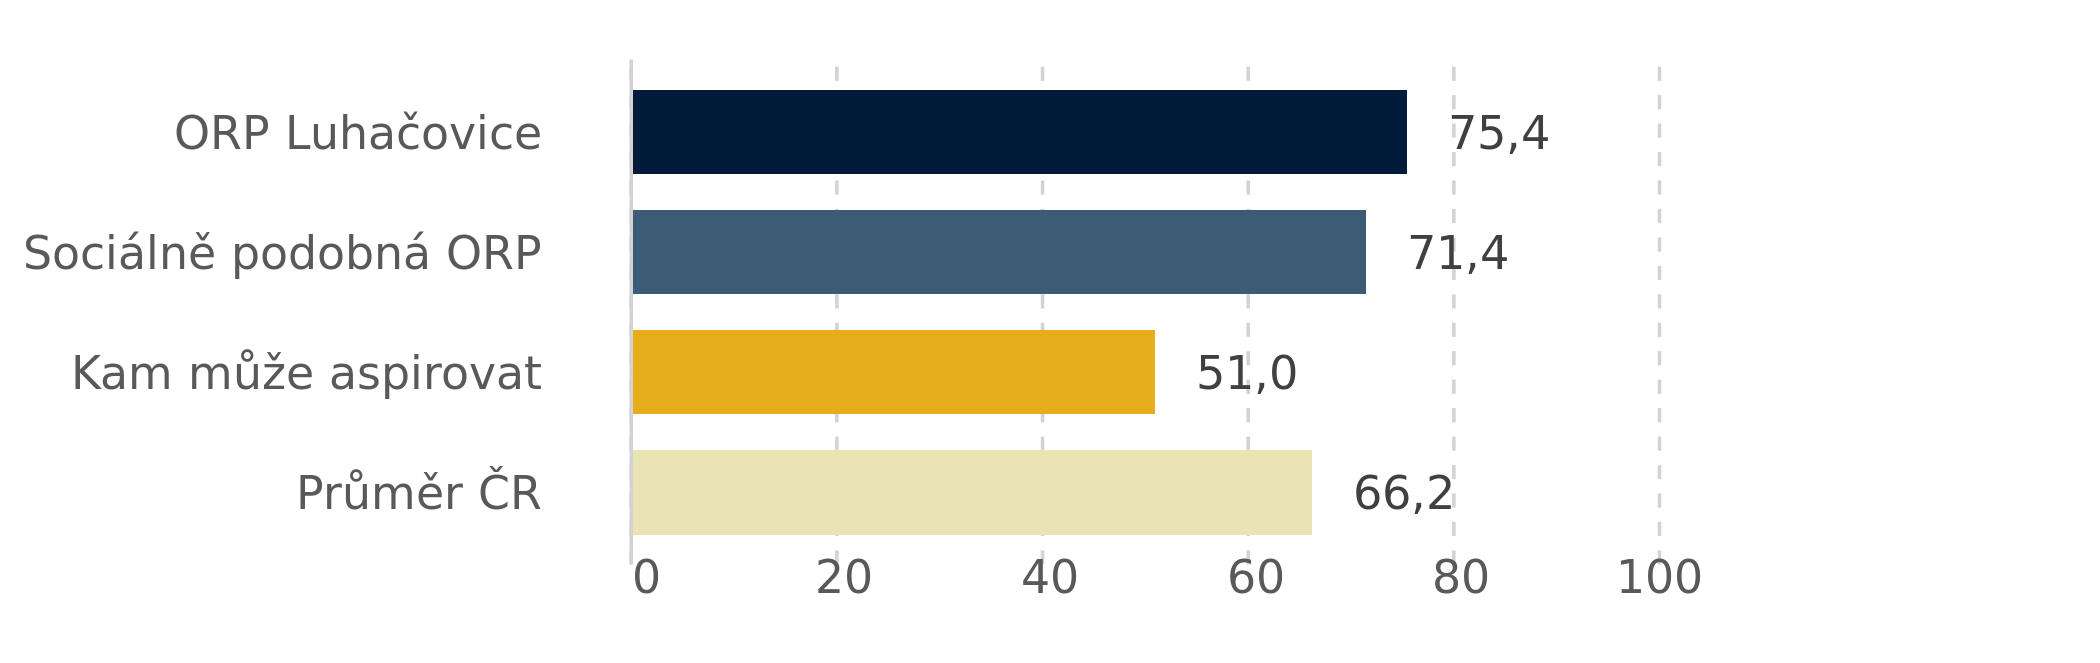 ORP Luhačovice 75,4
Sociálně podobná ORP 71,4
Kam může aspirovat 51,0
Průměr ČR 66,2
0 20 40 60 80 100